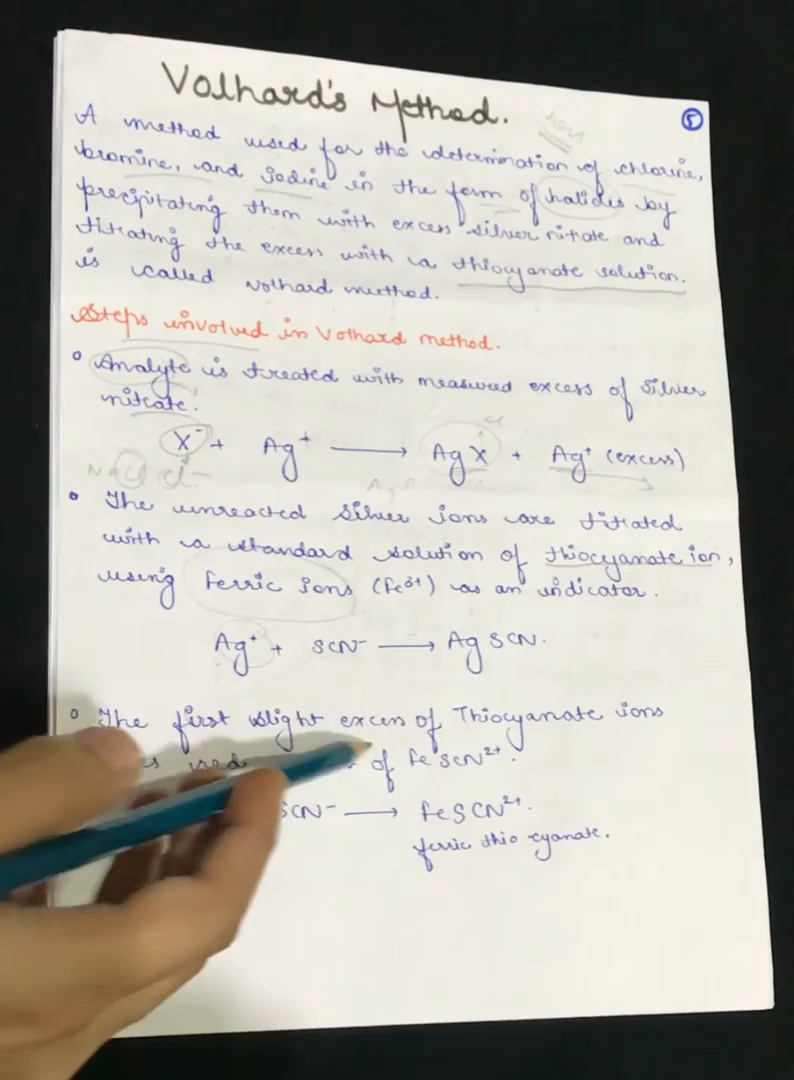 Volhard's Method.
5
A method used for the determination of chlorine,
bromine, and iodine in the form of halides by
precipitating them with excess silver nitrate and
titrating the excess with a thiocyanate solution.
is called volhard method.
Steps involved in Volhard method.
Analyte is treated with measured excess of silver
nitrate.
X⁻ + Ag⁺ → AgX + Ag⁺ (excess)
NaCl Cl⁻
The unreacted silver ions are titrated
with a standard solution of thiocyanate ion,
using Ferric ions (Fe³⁺) as an indicator.
Ag⁺ + SCN⁻ → AgSCN.
The first slight excess of Thiocyanate ions
red of FeSCN²⁺.
SCN⁻ → FeSCN²⁺.
ferric thio cyanate.